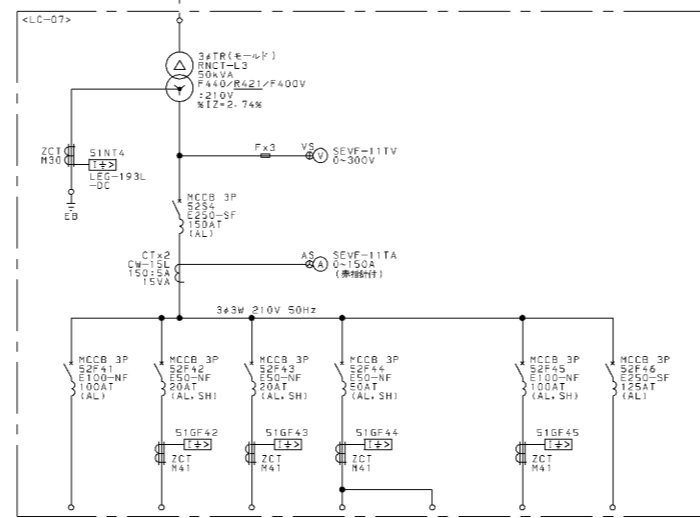 <LC-07>
3φTR(モールド)
RNCT-L3
50kVA
F440/R421/F400V
:210V
%IZ=2.74%
ZCT
M30
51NT4
I⏚>
LEG-193L
-DC
EB
Fx3
VS
V
SEVF-11TV
0~300V
MCCB 3P
52S4
E250-SF
150AT
(AL)
CTx2
CW-15L
150:5A
15VA
AS
A
SEVF-11TA
0~150A
(赤指針付)
3φ3W 210V 50Hz
MCCB 3P
52F41
E100-NF
100AT
(AL)
MCCB 3P
52F42
E50-NF
20AT
(AL,SH)
MCCB 3P
52F43
E50-NF
20AT
(AL,SH)
MCCB 3P
52F44
E50-NF
50AT
(AL,SH)
MCCB 3P
52F45
E100-NF
100AT
(AL,SH)
MCCB 3P
52F46
E250-SF
125AT
(AL)
51GF42
I⏚>
ZCT
M41
51GF43
I⏚>
ZCT
M41
51GF44
I⏚>
ZCT
M41
51GF45
I⏚>
ZCT
M41